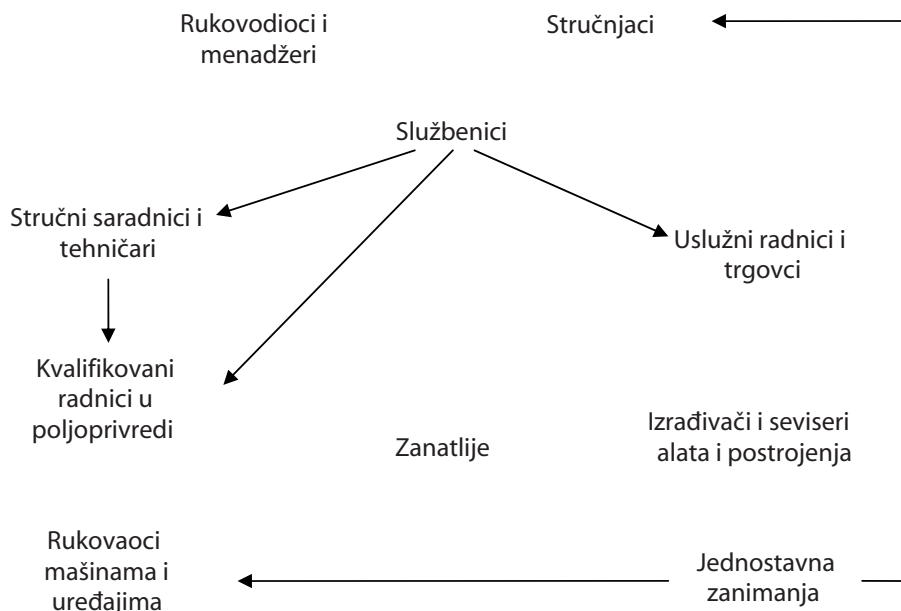 Rukovodioci i
menadžeri
Stručnjaci
Službenici
Stručni saradnici i
tehničari
Uslužni radnici i
trgovci
Kvalifikovani
radnici u
poljoprivredi
Zanatlije
Izrađivači i seviseri
alata i postrojenja
Rukovaoci
mašinama i
uređajima
Jednostavna
zanimanja